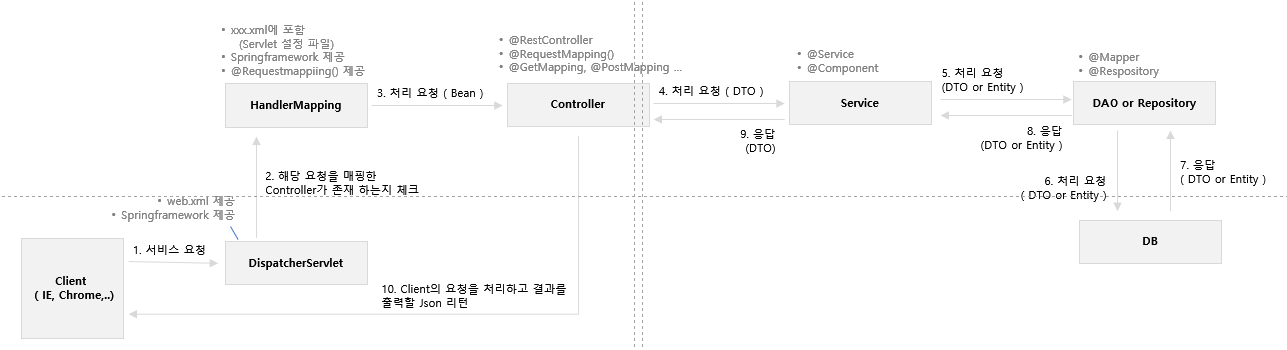 • xxx.xml에 포함
(Servlet 설정 파일)
• Springframework 제공
• @Requestmappiing() 제공
HandlerMapping
3. 처리 요청 ( Bean )
• @RestController
• @RequestMapping()
• @GetMapping, @PostMapping ...
Controller
4. 처리 요청 ( DTO )
9. 응답
(DTO)
• @Service
• @Component
Service
5. 처리 요청
(DTO or Entity )
8. 응답
(DTO or Entity )
• @Mapper
• @Respository
DAO or Repository
6. 처리 요청
( DTO or Entity )
7. 응답
( DTO or Entity )
DB
2. 해당 요청을 매핑한
Controller가 존재 하는지 체크
• web.xml 제공
• Springframework 제공
Client
( IE, Chrome,..)
1. 서비스 요청
DispatcherServlet
10. Client의 요청을 처리하고 결과를
출력할 Json 리턴